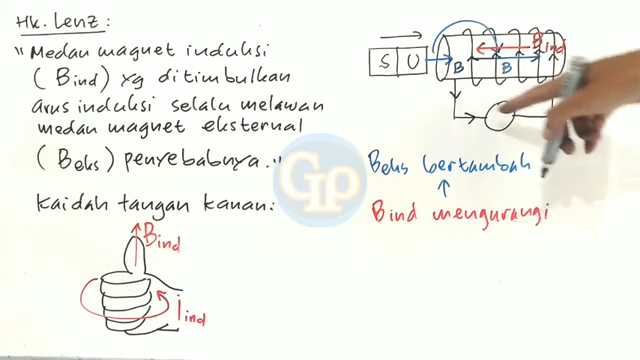 Hk. Lenz :
"Medan magnet induksi
(Bind) yg ditimbulkan
arus induksi selalu melawan
medan magnet eksternal
(Beks) penyebabnya."
Kaidah tangan kanan:
Bind
iind
S U
B B
Bind
Beks bertambah
Bind mengurangi
GIP